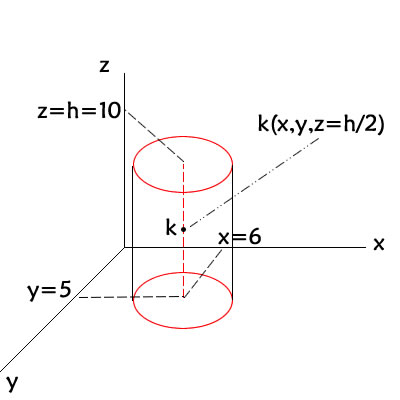 z
z=h=10
k(x,y,z=h/2)
k
x=6
x
y=5
y